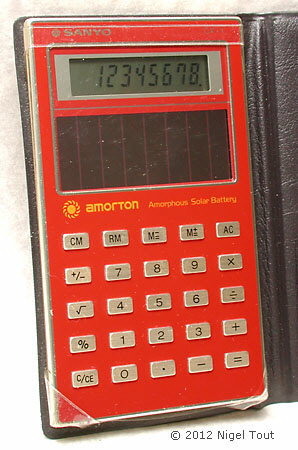 SANYO
12345678.
amorton Amorphous Solar Battery
CM RM M= M± AC
+/− 7 8 9 ×
√ 4 5 6 ÷
% 1 2 3 +
C/CE 0 · − =
© 2012 Nigel Tout